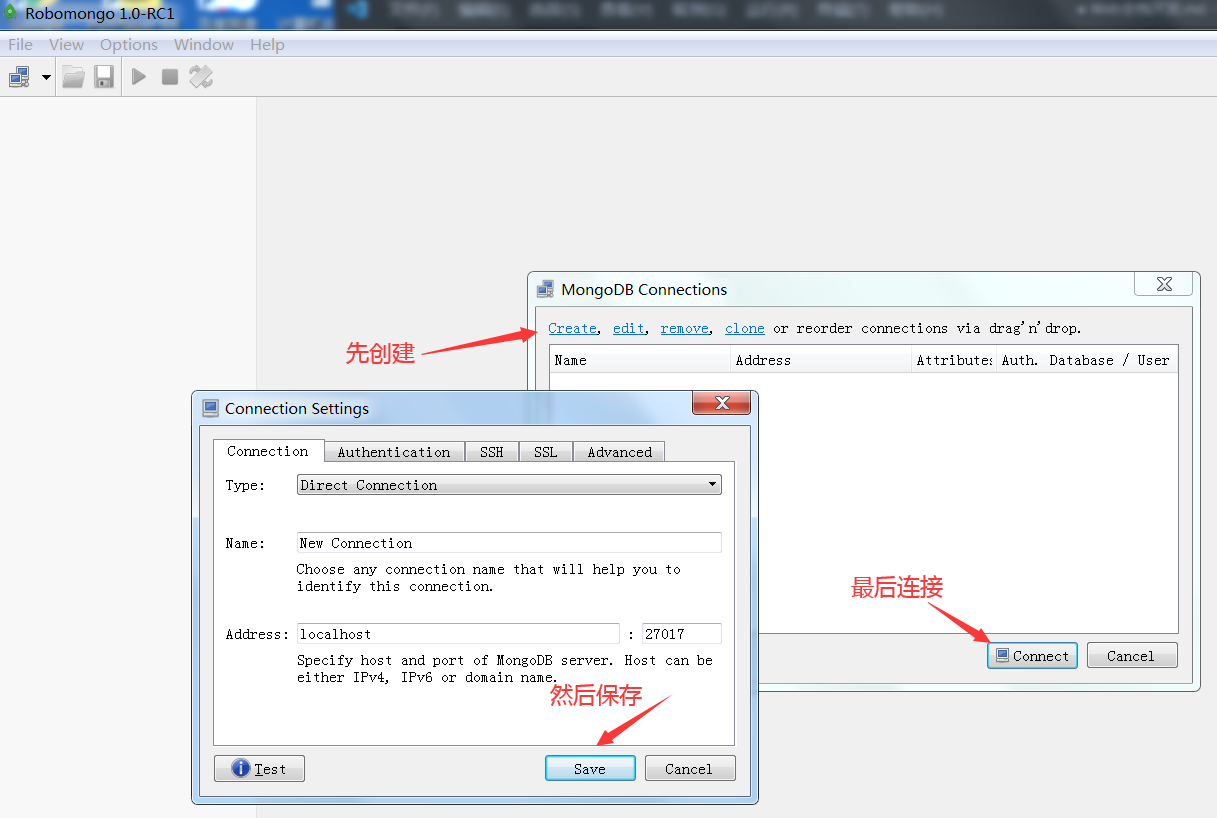 Robomongo 1.0-RC1
File View Options Window Help
MongoDB Connections
Create, edit, remove, clone or reorder connections via drag'n'drop.
先创建
Name Address Attributes Auth. Database / User
Connection Settings
Connection Authentication SSH SSL Advanced
Type: Direct Connection
Name: New Connection
Choose any connection name that will help you to
identify this connection.
最后连接
Address: localhost : 27017
Specify host and port of MongoDB server. Host can be
either IPv4, IPv6 or domain name.
Connect Cancel
然后保存
Test Save Cancel